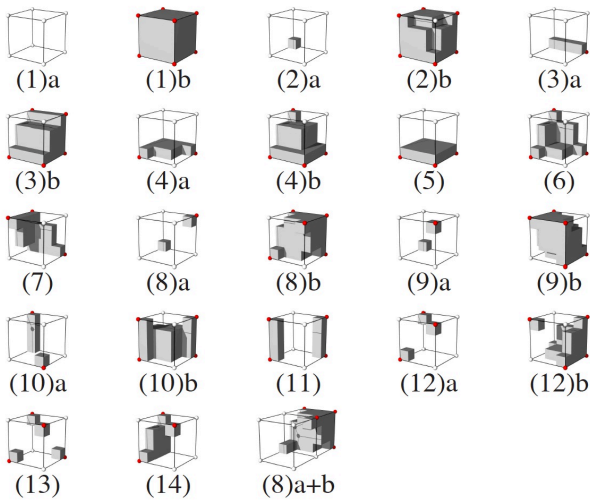 (1)a (1)b (2)a (2)b (3)a
(3)b (4)a (4)b (5) (6)
(7) (8)a (8)b (9)a (9)b
(10)a (10)b (11) (12)a (12)b
(13) (14) (8)a+b